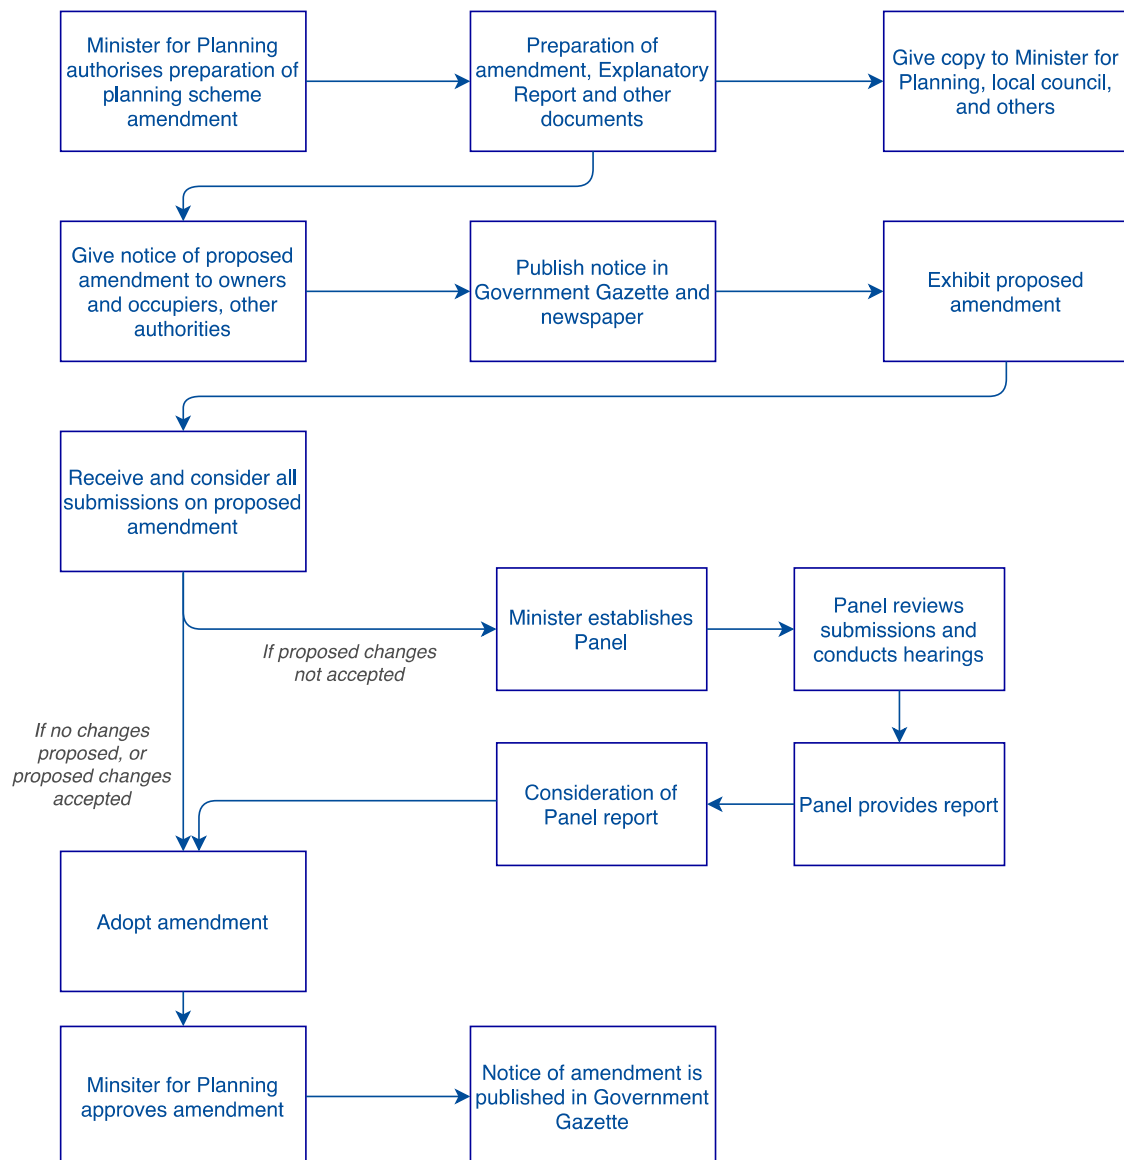 Minister for Planning
authorises preparation of
planning scheme
amendment
Preparation of
amendment, Explanatory
Report and other
documents
Give copy to Minister for
Planning, local council,
and others
Give notice of proposed
amendment to owners
and occupiers, other
authorities
Publish notice in
Government Gazette and
newspaper
Exhibit proposed
amendment
Receive and consider all
submissions on proposed
amendment
If proposed changes
not accepted
Minister establishes
Panel
Panel reviews
submissions and
conducts hearings
If no changes
proposed, or
proposed changes
accepted
Consideration of
Panel report
Panel provides report
Adopt amendment
Minsiter for Planning
approves amendment
Notice of amendment is
published in Government
Gazette